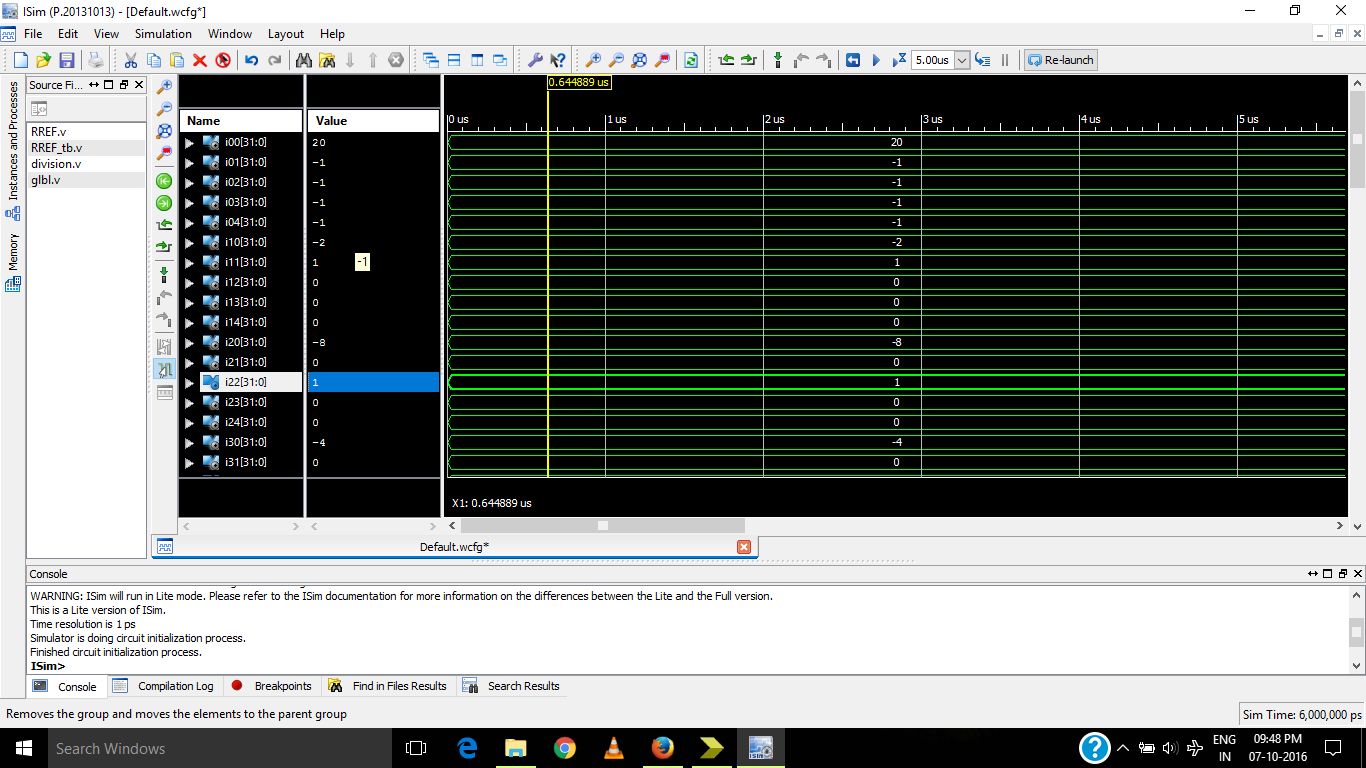 ISim (P.20131013) - [Default.wcfg*]
File Edit View Simulation Window Layout Help
5.00us Re-launch
Source Fi...
RREF.v
RREF_tb.v
division.v
glbl.v
Instances and Processes
Memory
0.644889 us
Name Value
0 us 1 us 2 us 3 us 4 us 5 us
i00[31:0] 20 20
i01[31:0] -1 -1
i02[31:0] -1 -1
i03[31:0] -1 -1
i04[31:0] -1 -1
i10[31:0] -2 -2
i11[31:0] 1 -1 1
i12[31:0] 0 0
i13[31:0] 0 0
i14[31:0] 0 0
i20[31:0] -8 -8
i21[31:0] 0 0
i22[31:0] 1 1
i23[31:0] 0 0
i24[31:0] 0 0
i30[31:0] -4 -4
i31[31:0] 0 0
X1: 0.644889 us
Default.wcfg*
Console
WARNING: ISim will run in Lite mode. Please refer to the ISim documentation for more information on the differences between the Lite and the Full version.
This is a Lite version of ISim.
Time resolution is 1 ps
Simulator is doing circuit initialization process.
Finished circuit initialization process.
ISim>
Console Compilation Log Breakpoints Find in Files Results Search Results
Removes the group and moves the elements to the parent group
Sim Time: 6,000,000 ps
Search Windows
ISIM
ENG
IN
09:48 PM
07-10-2016